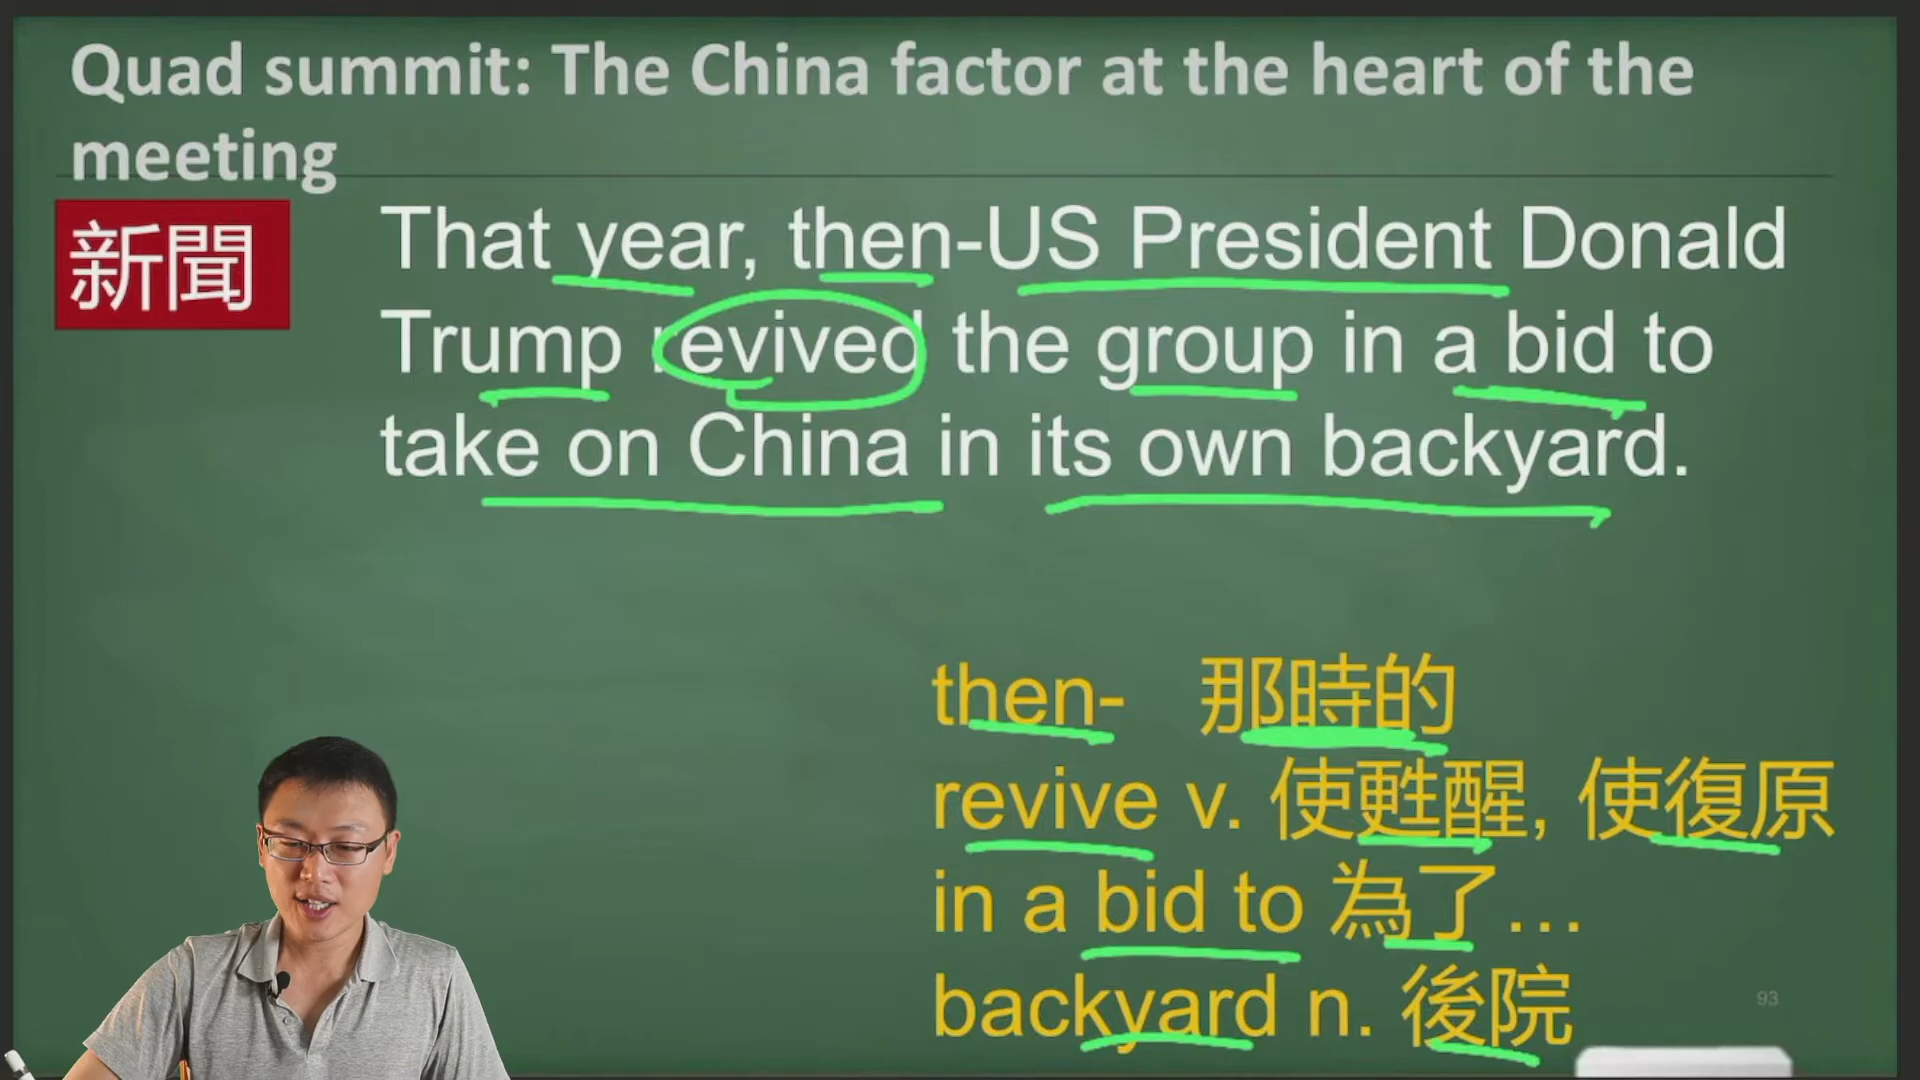 Quad summit: The China factor at the heart of the
meeting
新聞
That year, then-US President Donald
Trump revived the group in a bid to
take on China in its own backyard.
then- 那時的
revive v. 使甦醒, 使復原
in a bid to 為了...
backyard n. 後院
93